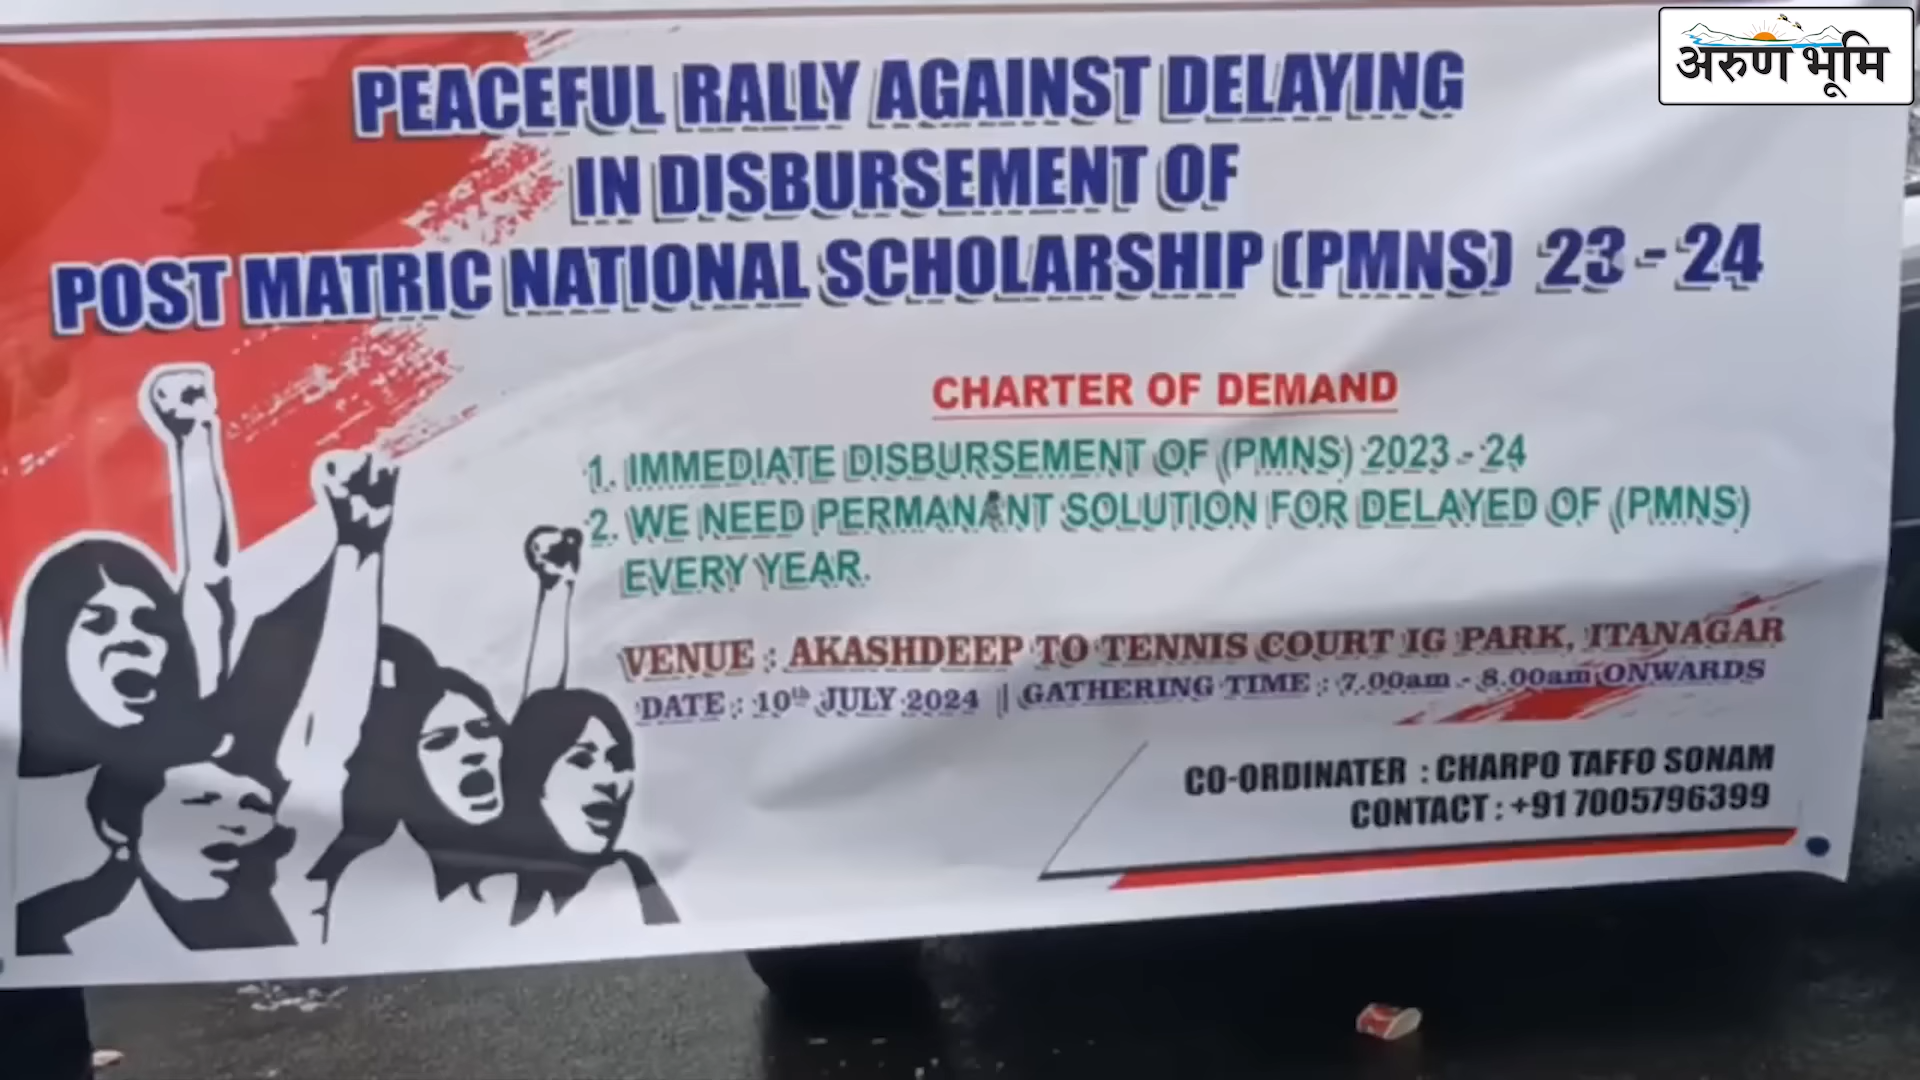 अरुण भूमि
PEACEFUL RALLY AGAINST DELAYING
IN DISBURSEMENT OF
POST MATRIC NATIONAL SCHOLARSHIP (PMNS) 23 - 24
CHARTER OF DEMAND
1. IMMEDIATE DISBURSEMENT OF (PMNS) 2023 - 24
2. WE NEED PERMANANT SOLUTION FOR DELAYED OF (PMNS)
EVERY YEAR.
VENUE : AKASHDEEP TO TENNIS COURT IG PARK, ITANAGAR
DATE : 10th JULY 2024 | GATHERING TIME : 7.00am - 8.00am ONWARDS
CO-ORDINATER : CHARPO TAFFO SONAM
CONTACT : +91 7005796399